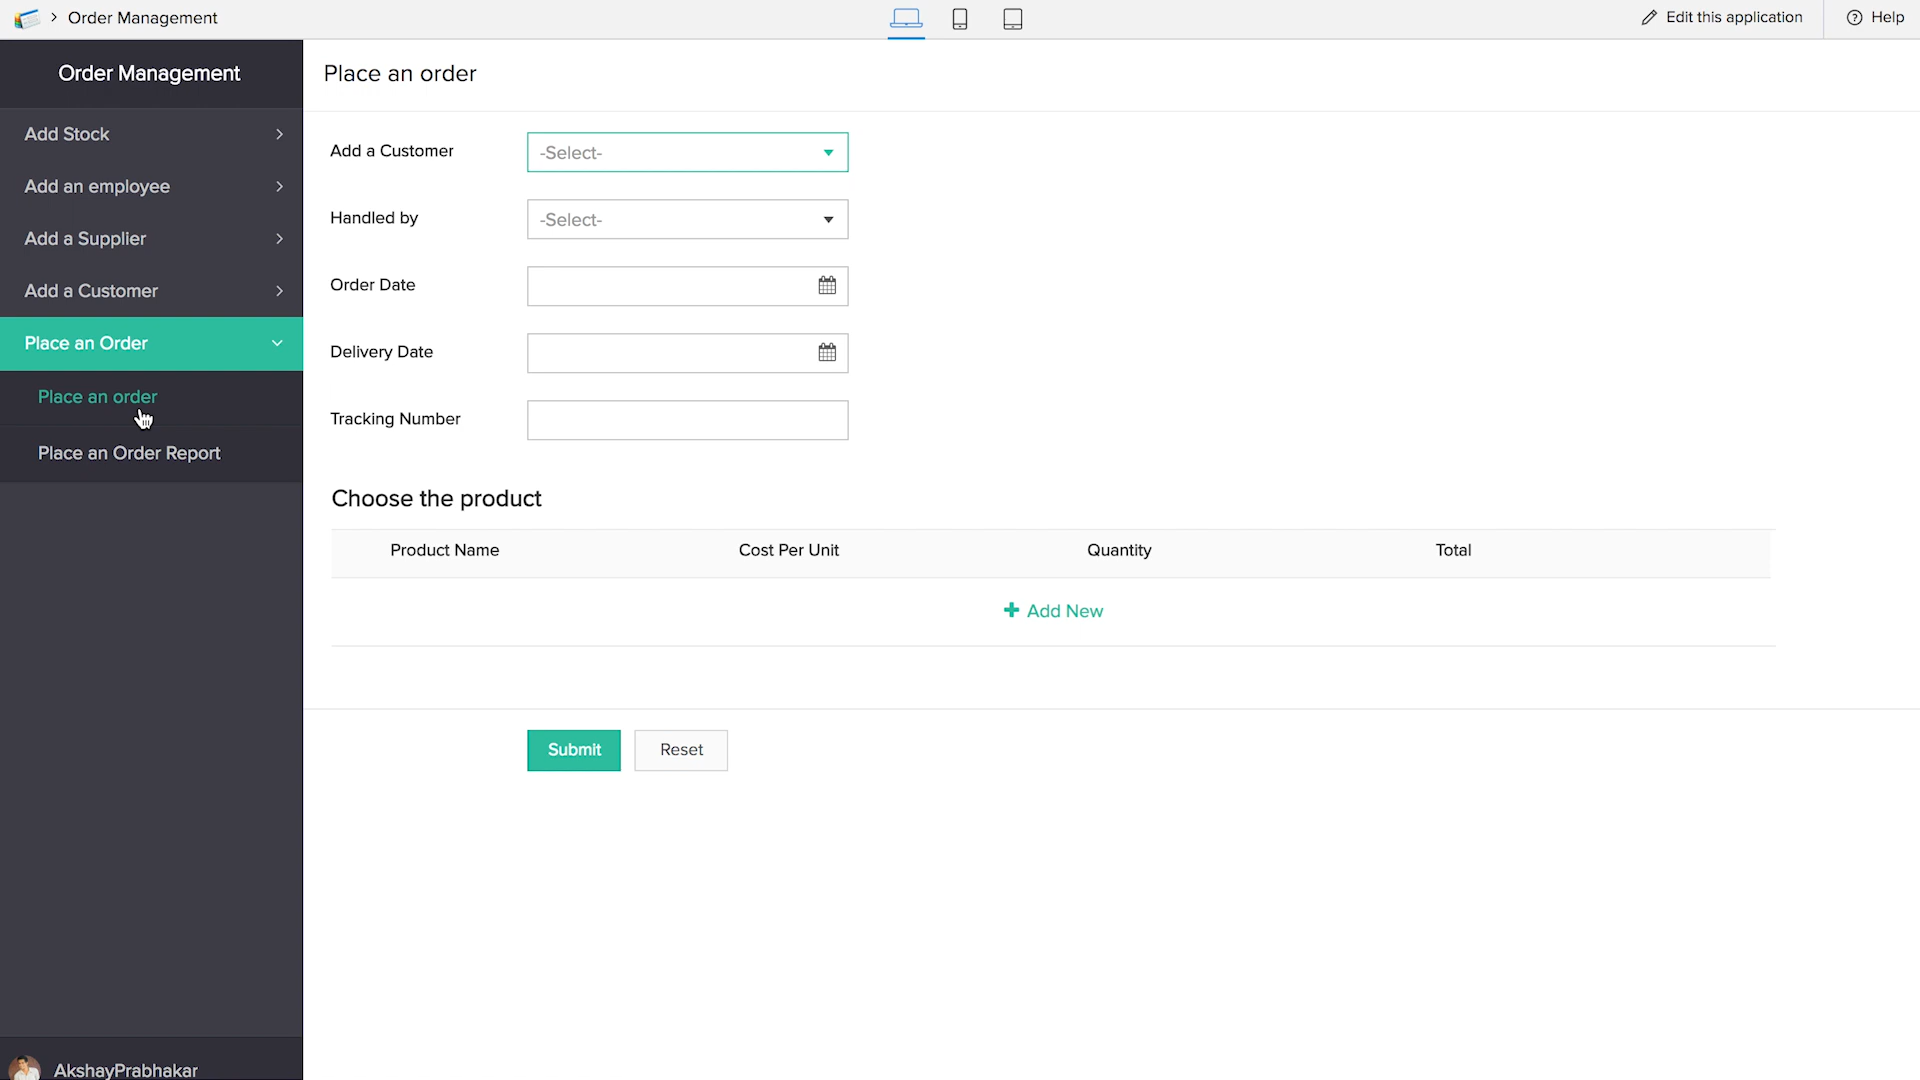 Order Management
Edit this application
Help
Order Management
Add Stock
Add an employee
Add a Supplier
Add a Customer
Place an Order
Place an order
Place an Order Report
AkshayPrabhakar
Place an order
Add a Customer
-Select-
Handled by
-Select-
Order Date
Delivery Date
Tracking Number
Choose the product
Product Name Cost Per Unit Quantity Total
Add New
Submit Reset